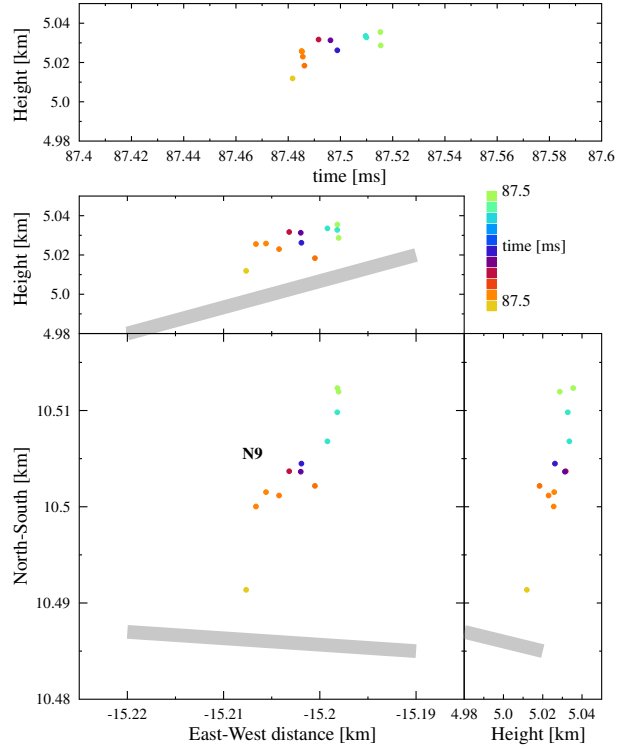 Height [km]
5.04
5.02
5.0
4.98
87.4 87.42 87.44 87.46 87.48 87.5 87.52 87.54 87.56 87.58 87.6
time [ms]
Height [km]
5.04
5.02
5.0
4.98
87.5
time [ms]
87.5
North-South [km]
10.51
10.5
10.49
10.48
N9
-15.22 -15.21 -15.2 -15.19
East-West distance [km]
4.98 5.0 5.02 5.04
Height [km]